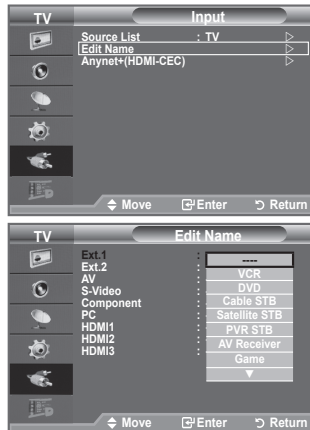 TV Input
Source List : TV ▷
Edit Name ▷
Anynet+(HDMI-CEC) ▷
Move Enter Return
TV Edit Name
Ext.1 : ----
Ext.2 : VCR
AV : DVD
S-Video : Cable STB
Component : Satellite STB
PC : PVR STB
HDMI1 : AV Receiver
HDMI2 : Game
HDMI3 : ▼
Move Enter Return